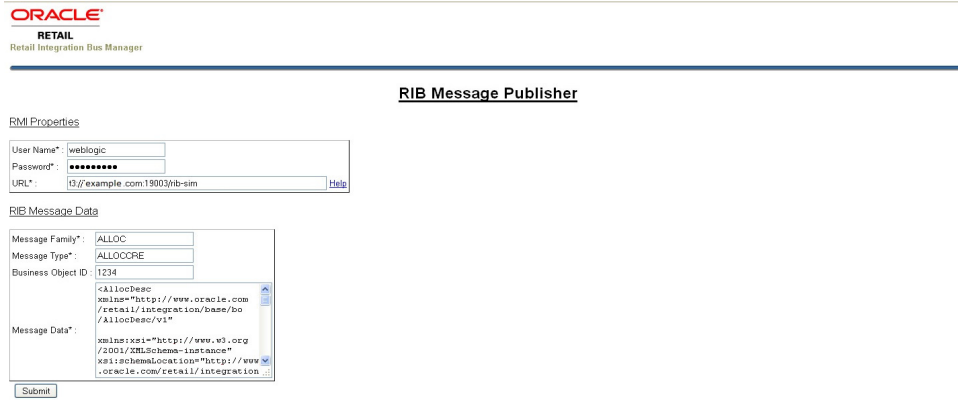 ORACLE®
RETAIL
Retail Integration Bus Manager
RIB Message Publisher
RMI Properties
User Name* : weblogic
Password* : •••••••••
URL* : t3://example.com:19003/rib-sim Help
RIB Message Data
Message Family* : ALLOC
Message Type* : ALLOCCRE
Business Object ID : 1234
Message Data* :
<AllocDesc
xmlns="http://www.oracle.com
/retail/integration/base/bo
/AllocDesc/v1"
xmlns:xsi="http://www.w3.org
/2001/XMLSchema-instance"
xsi:schemaLocation="http://www
.oracle.com/retail/integration
Submit